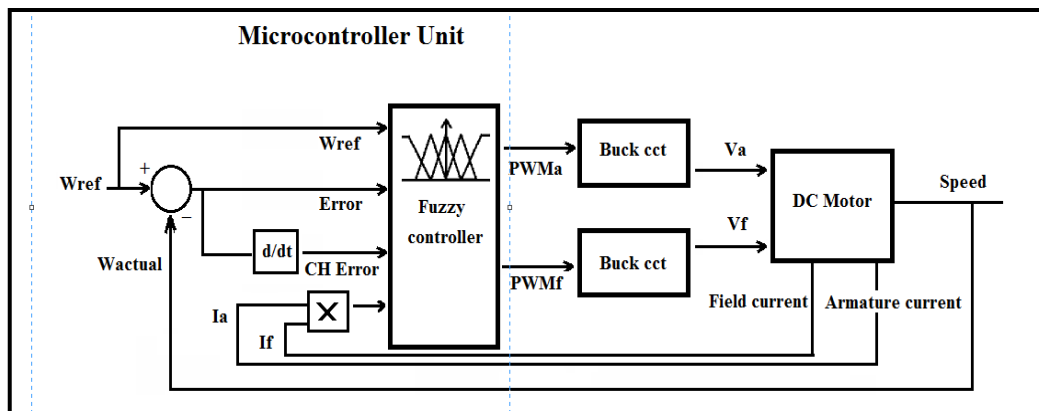 Microcontroller Unit
Wref
+
Wref
−
Error
d/dt
CH Error
Wactual
Ia
If
X
Fuzzy
controller
PWMa
PWMf
Buck cct
Buck cct
Va
Vf
DC Motor
Speed
Field current
Armature current